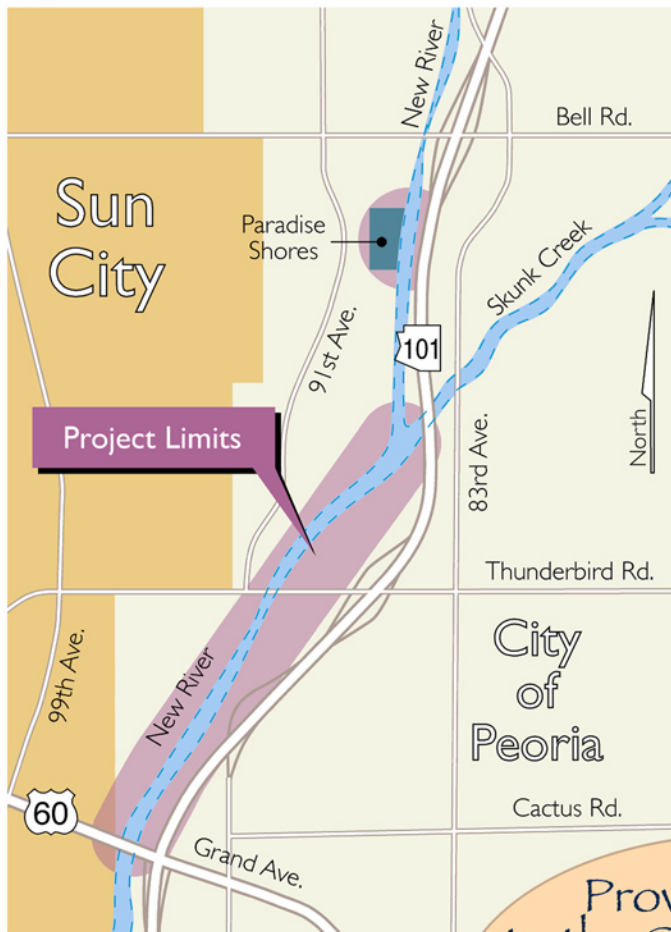 New River
Bell Rd.
Sun
City
Paradise
Shores
Skunk Creek
91st Ave.
101
North
Project Limits
83rd Ave.
Thunderbird Rd.
99th Ave.
New River
City
of
Peoria
60
Cactus Rd.
Grand Ave.
Prov